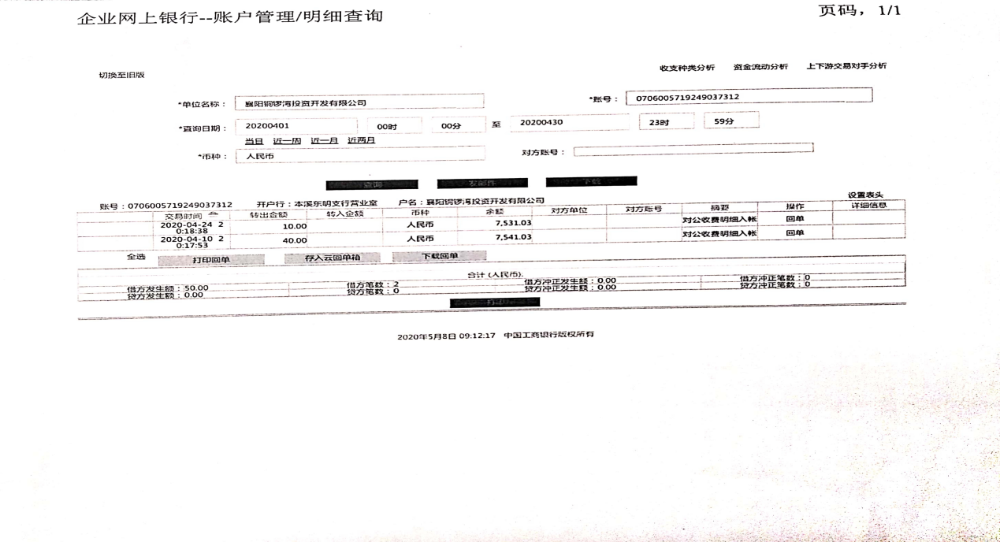 企业网上银行--账户管理/明细查询
页码，1/1
切换至旧版
收支种类分析 资金流动分析 上下游交易对手分析
*单位名称： 襄阳铜锣湾投资开发有限公司 *账号： 0706005719249037312
*查询日期： 20200401 00时 00分 至 20200430 23时 59分
当日 近一周 近一月 近两月
*币种： 人民币 对方账号：
查询 发邮件 下载
设置表头
账号：0706005719249037312 开户行：本溪东明支行营业室 户名：襄阳铜锣湾投资开发有限公司
交易时间 转出金额 转入金额 币种 余额 对方单位 对方账号 摘要 操作 详细信息
2020-04-24 2
0:18:38 10.00 人民币 7,531.03 对公收费明细入帐 回单
2020-04-10 2
0:17:53 40.00 人民币 7,541.03 对公收费明细入帐 回单
全选 打印回单 存入云回单箱 下载回单
合计 (人民币).
借方发生额：50.00 借方笔数：2 借方冲正发生额：0.00 借方冲正笔数：0
贷方发生额：0.00 贷方笔数：0 贷方冲正发生额：0.00 贷方冲正笔数：0
打印
2020年5月8日 09:12:17 中国工商银行版权所有